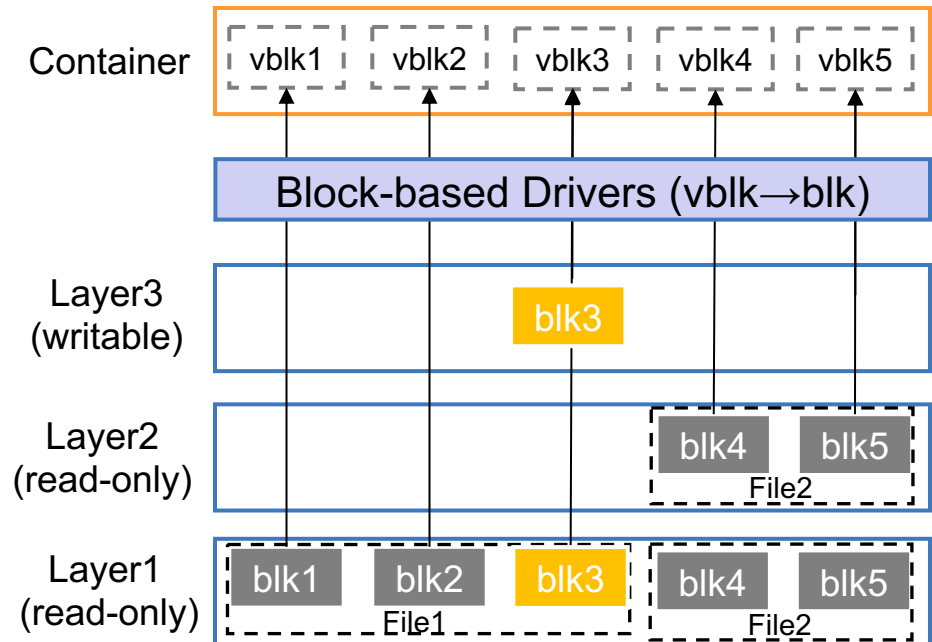 Container
vblk1 vblk2 vblk3 vblk4 vblk5
Block-based Drivers (vblk→blk)
Layer3
(writable)
blk3
Layer2
(read-only)
blk4 blk5
File2
Layer1
(read-only)
blk1 blk2 blk3 blk4 blk5
File1 File2